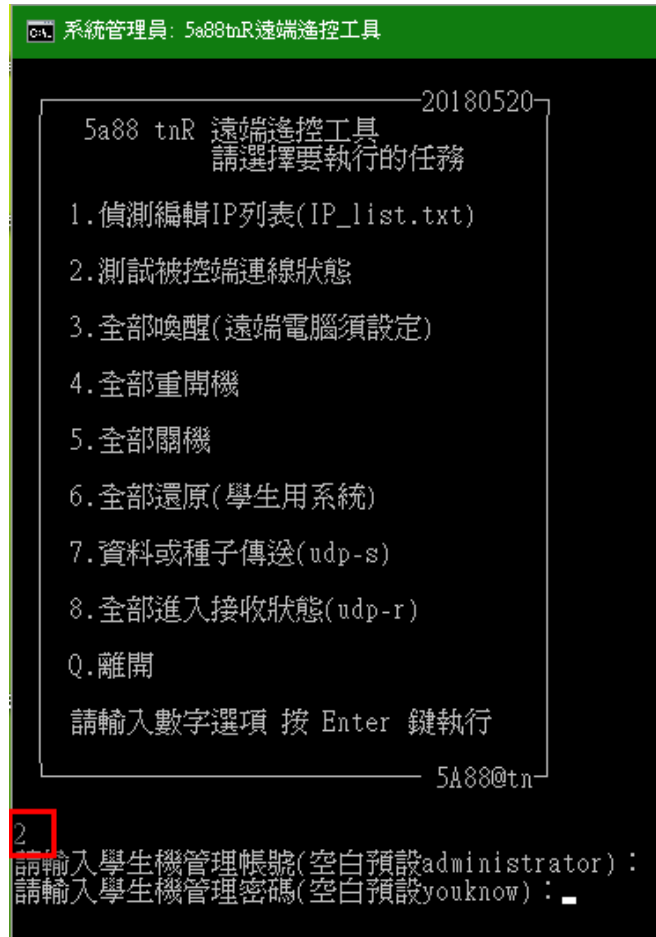 系統管理員: 5a88tnR遠端遙控工具
20180520
5a88 tnR 遠端遙控工具
請選擇要執行的任務
1.偵測編輯IP列表(IP_list.txt)
2.測試被控端連線狀態
3.全部喚醒(遠端電腦須設定)
4.全部重開機
5.全部關機
6.全部還原(學生用系統)
7.資料或種子傳送(udp-s)
8.全部進入接收狀態(udp-r)
Q.離開
請輸入數字選項 按 Enter 鍵執行
5A88@tn
2
請輸入學生機管理帳號(空白預設administrator)：
請輸入學生機管理密碼(空白預設youknow)：